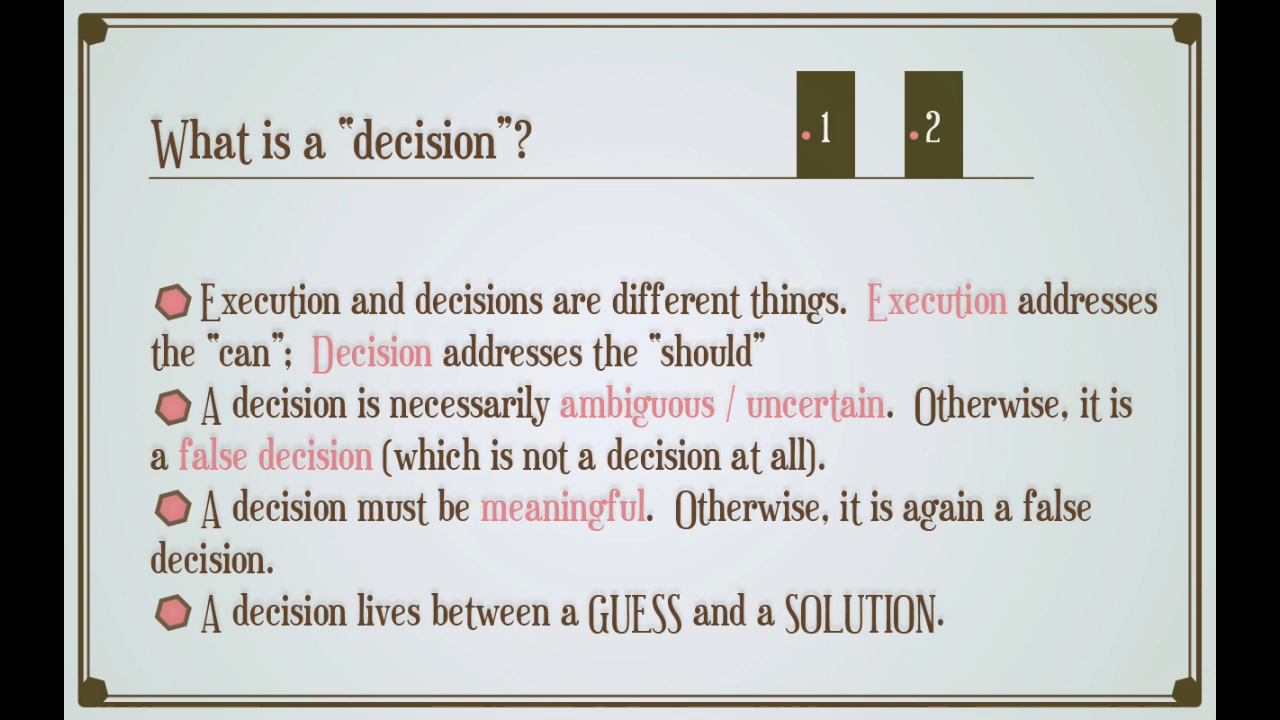 What is a “decision”?
• 1
• 2
Execution and decisions are different things.  Execution addresses
the “can”;  Decision addresses the “should”
A decision is necessarily ambiguous / uncertain.  Otherwise, it is
a false decision (which is not a decision at all).
A decision must be meaningful.  Otherwise, it is again a false
decision.
A decision lives between a GUESS and a SOLUTION.